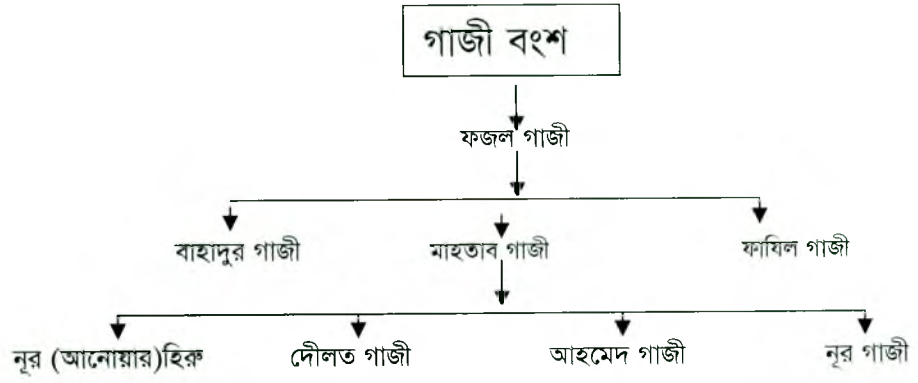 গাজী বংশ
ফজল গাজী
বাহাদুর গাজী মাহতাব গাজী ফাযিল গাজী
নূর (আনোয়ার)হিরু দৌলত গাজী আহমেদ গাজী নূর গাজী